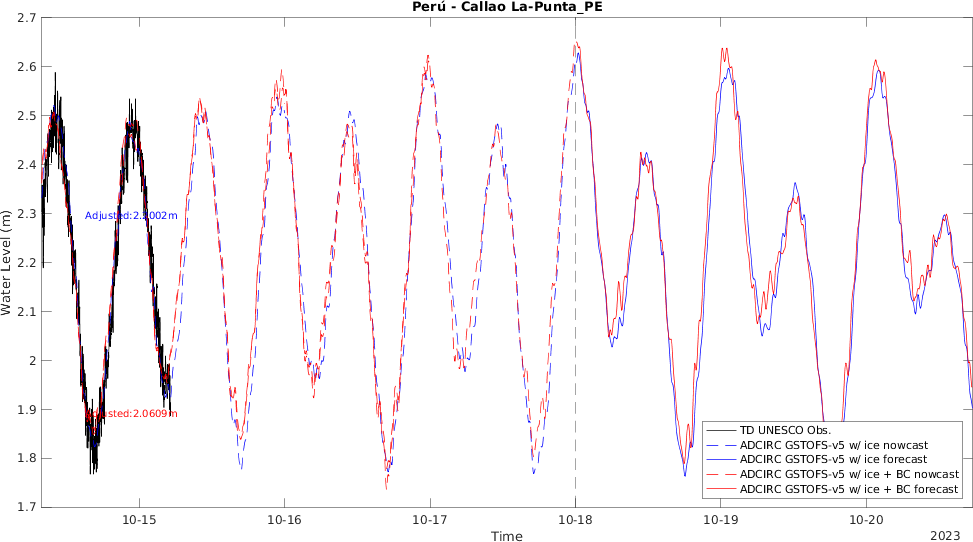 Perú - Callao La-Punta_PE
2.7
2.6
2.5
2.4
2.3
2.2
2.1
2
1.9
1.8
1.7
Water Level (m)
Adjusted:2.1002m
Adjusted:2.0609m
TD UNESCO Obs.
ADCIRC GSTOFS-v5 w/ ice nowcast
ADCIRC GSTOFS-v5 w/ ice forecast
ADCIRC GSTOFS-v5 w/ ice + BC nowcast
ADCIRC GSTOFS-v5 w/ ice + BC forecast
10-15 10-16 10-17 10-18 10-19 10-20
Time
2023